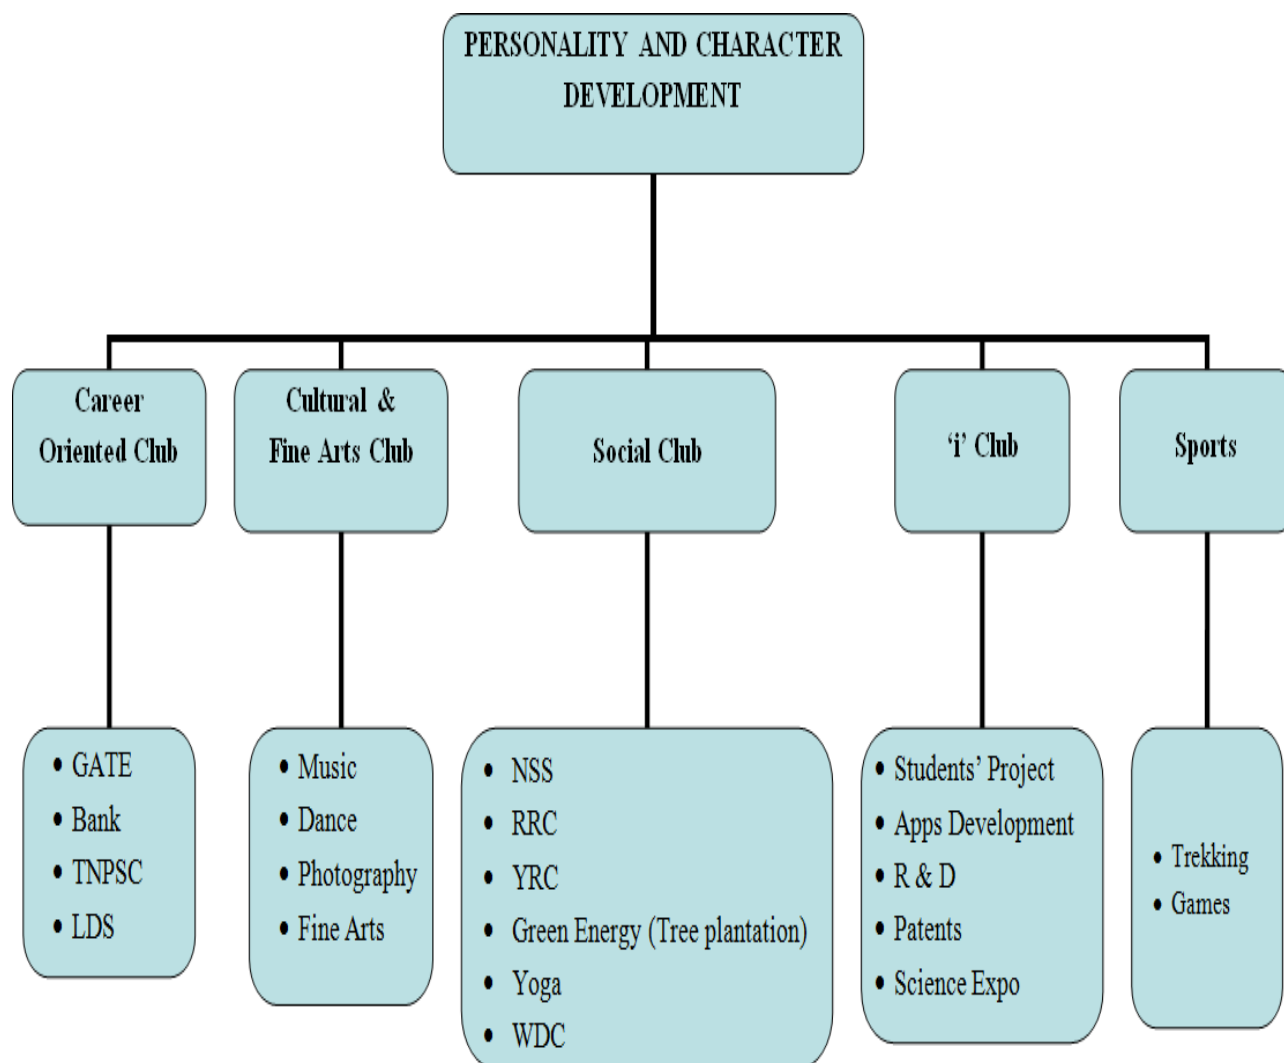 PERSONALITY AND CHARACTER
DEVELOPMENT
Career
Oriented Club
Cultural &
Fine Arts Club
Social Club
‘i’ Club
Sports
• GATE
• Bank
• TNPSC
• LDS
• Music
• Dance
• Photography
• Fine Arts
• NSS
• RRC
• YRC
• Green Energy (Tree plantation)
• Yoga
• WDC
• Students’ Project
• Apps Development
• R & D
• Patents
• Science Expo
• Trekking
• Games